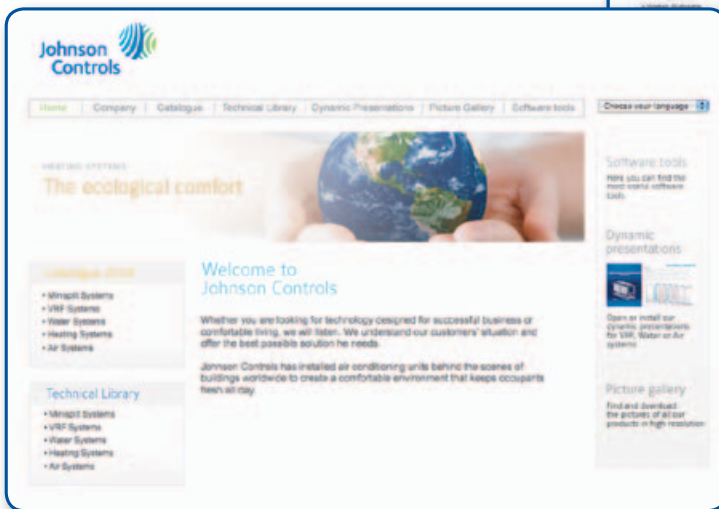 Johnson
Controls
Home Company Catalogue Technical Library Dynamic Presentations Picture Gallery Software tools
Choose your language
HEATING SYSTEMS
The ecological comfort
Catalogue
• Minisplit Systems
• VRF Systems
• Water Systems
• Heating Systems
• Air Systems
Technical Library
• Minisplit Systems
• VRF Systems
• Water Systems
• Heating Systems
• Air Systems
Welcome to
Johnson Controls
Whether you are looking for technology designed for successful business or
comfortable living, we will listen. We understand our customers' situation and
offer the best possible solution he needs.
Johnson Controls has installed air conditioning units behind the scenes of
buildings worldwide to create a comfortable environment that keeps occupants
fresh all day.
Software tools
Here you can find the
most useful software
tools.
Dynamic
presentations
Open or install our
dynamic presentations
for VRF, Water or Air
systems
Picture gallery
Find and download
the pictures of all our
products in high resolution